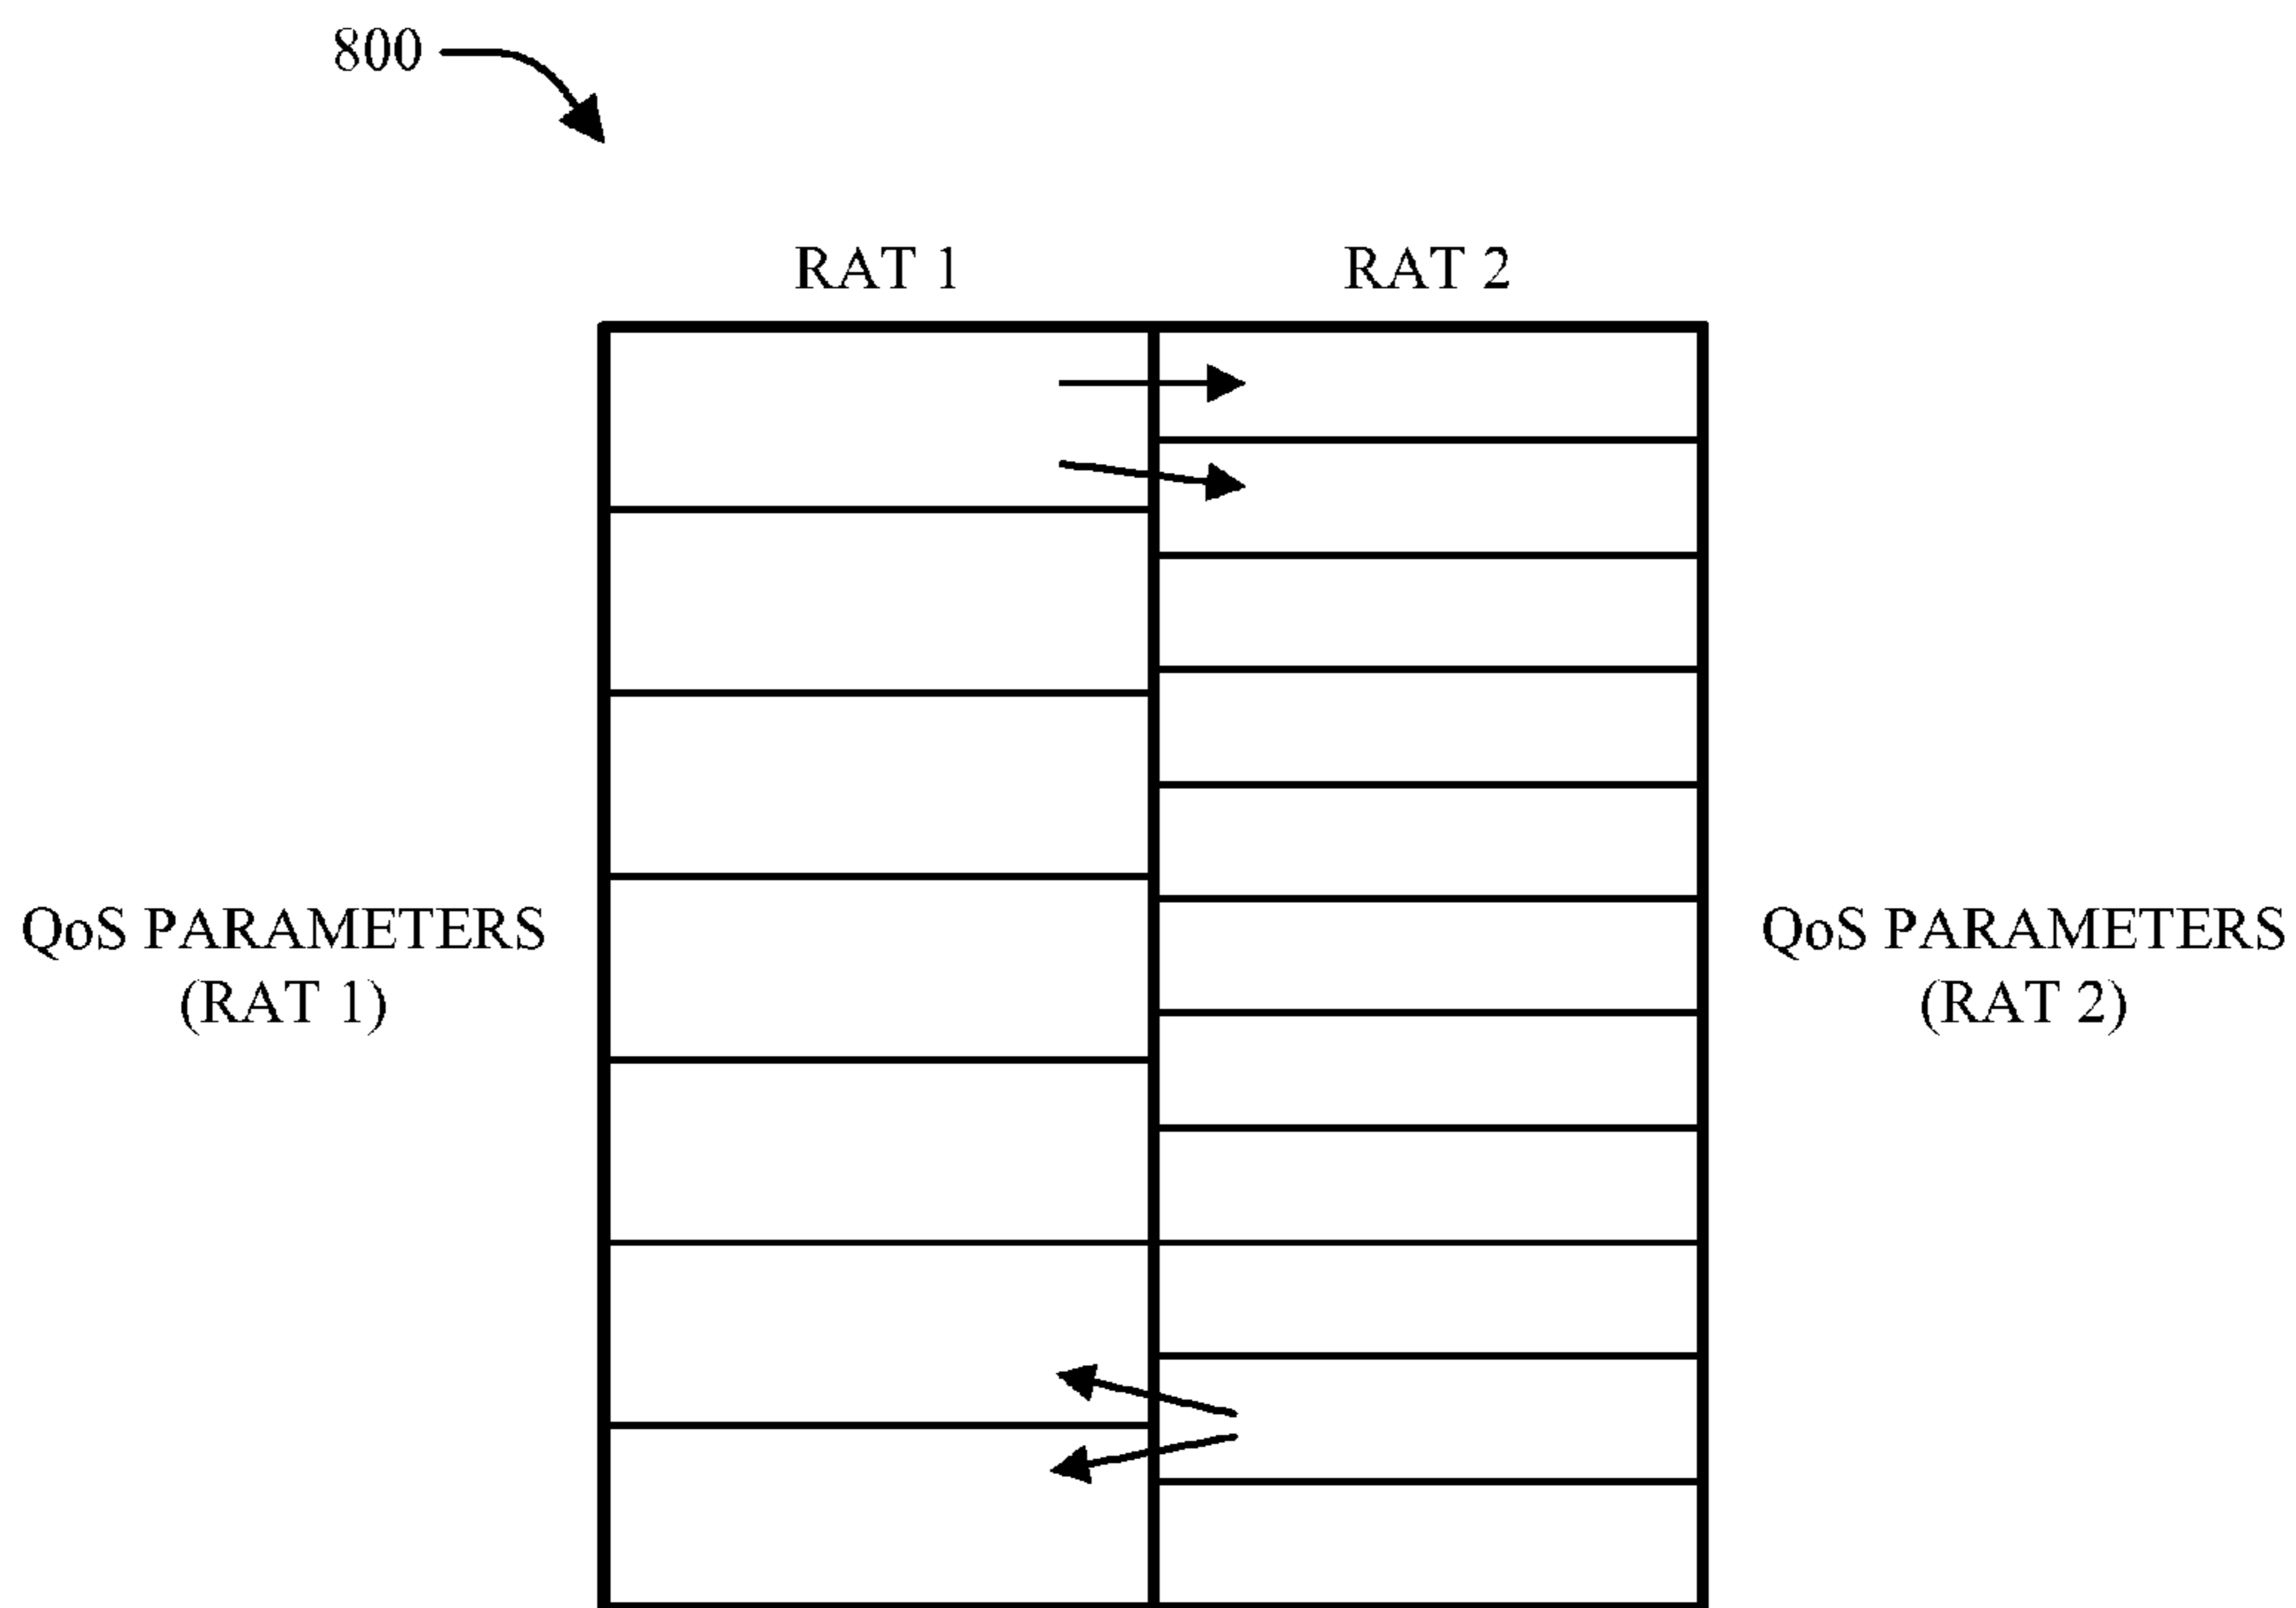 800
RAT 1
RAT 2
QoS PARAMETERS
(RAT 1)
QoS PARAMETERS
(RAT 2)